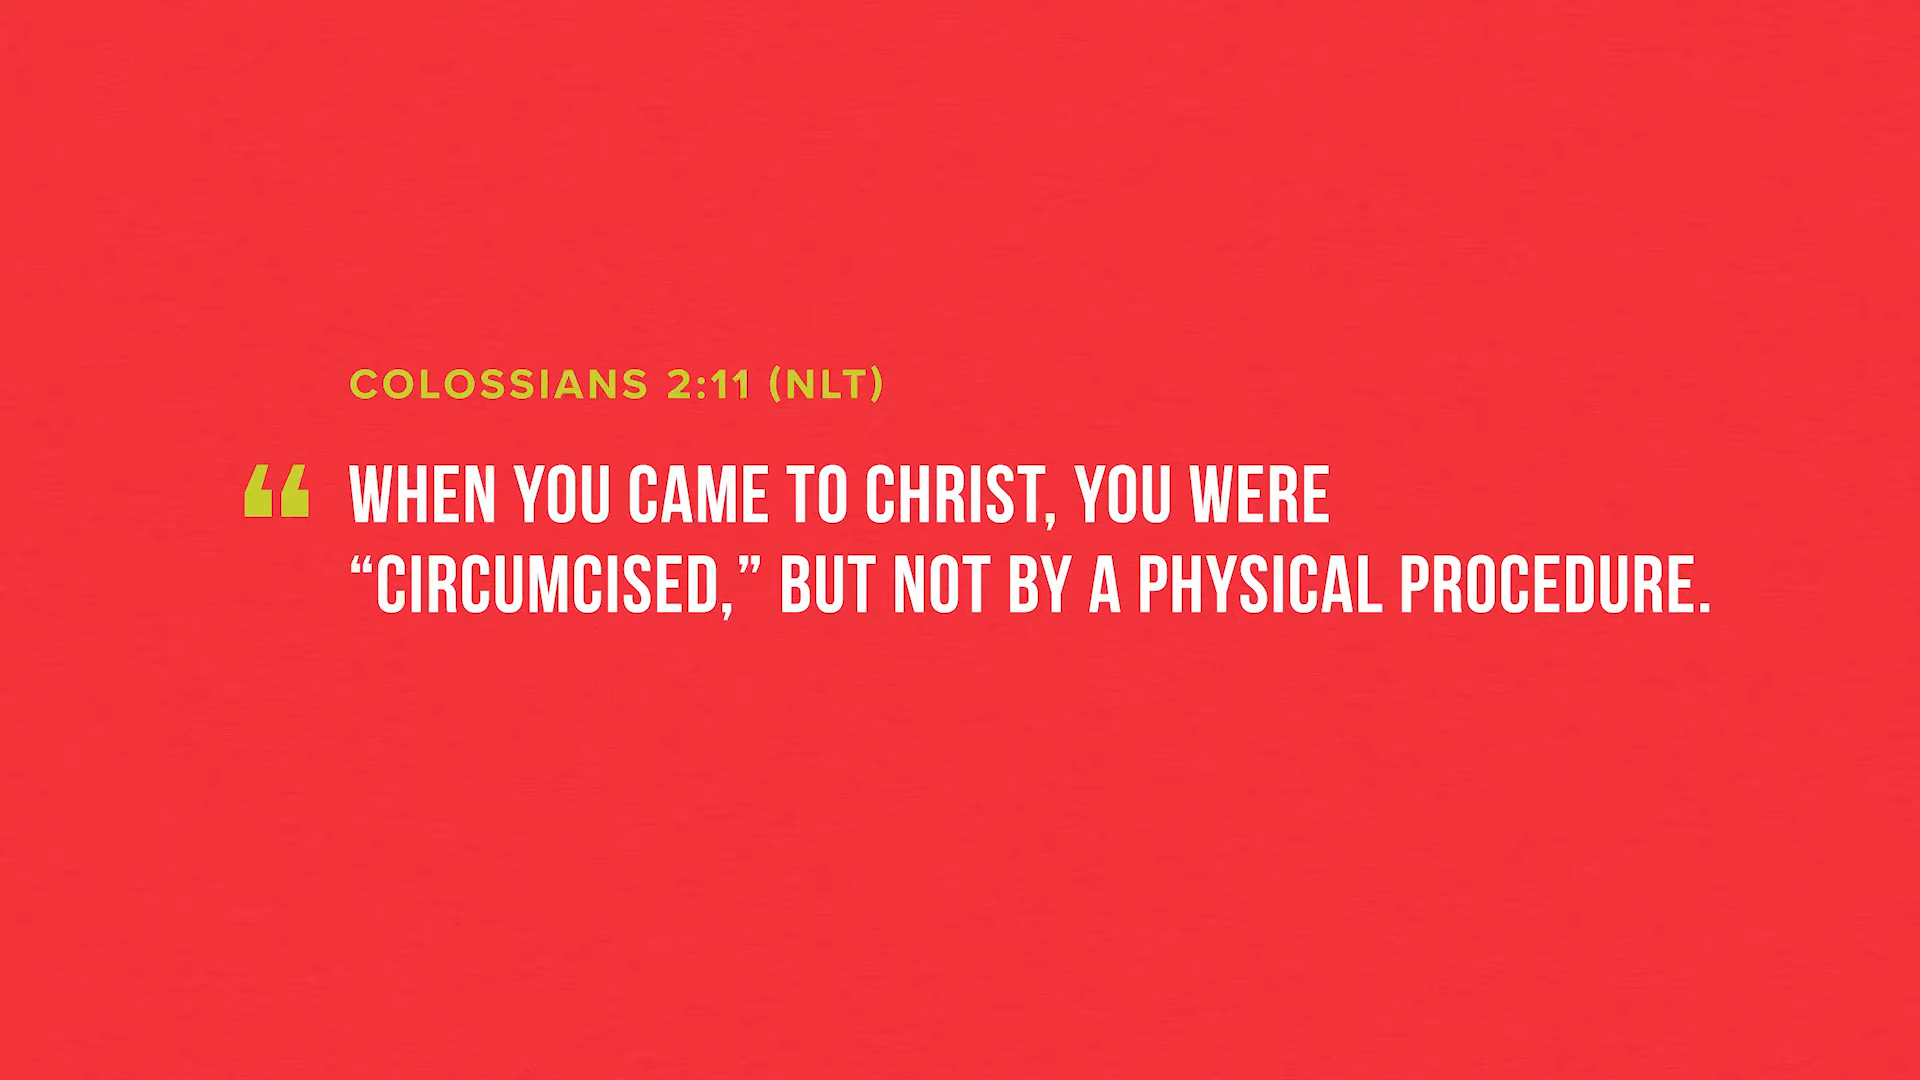 COLOSSIANS 2:11 (NLT)
“ WHEN YOU CAME TO CHRIST, YOU WERE
“CIRCUMCISED,” BUT NOT BY A PHYSICAL PROCEDURE.